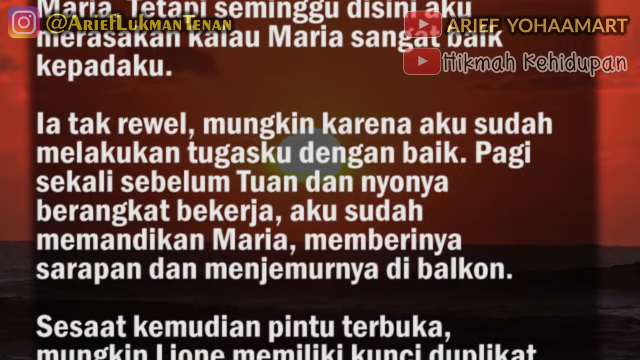 @AriefLukmanTenan
ARIEF YOHAAMART
Hikmah Kehidupan
Maria. Tetapi seminggu disini aku
merasakan kalau Maria sangat baik
kepadaku.
Ia tak rewel, mungkin karena aku sudah
melakukan tugasku dengan baik. Pagi
sekali sebelum Tuan dan nyonya
berangkat bekerja, aku sudah
memandikan Maria, memberinya
sarapan dan menjemurnya di balkon.
Sesaat kemudian pintu terbuka,
mungkin Lione memiliki kunci duplikat